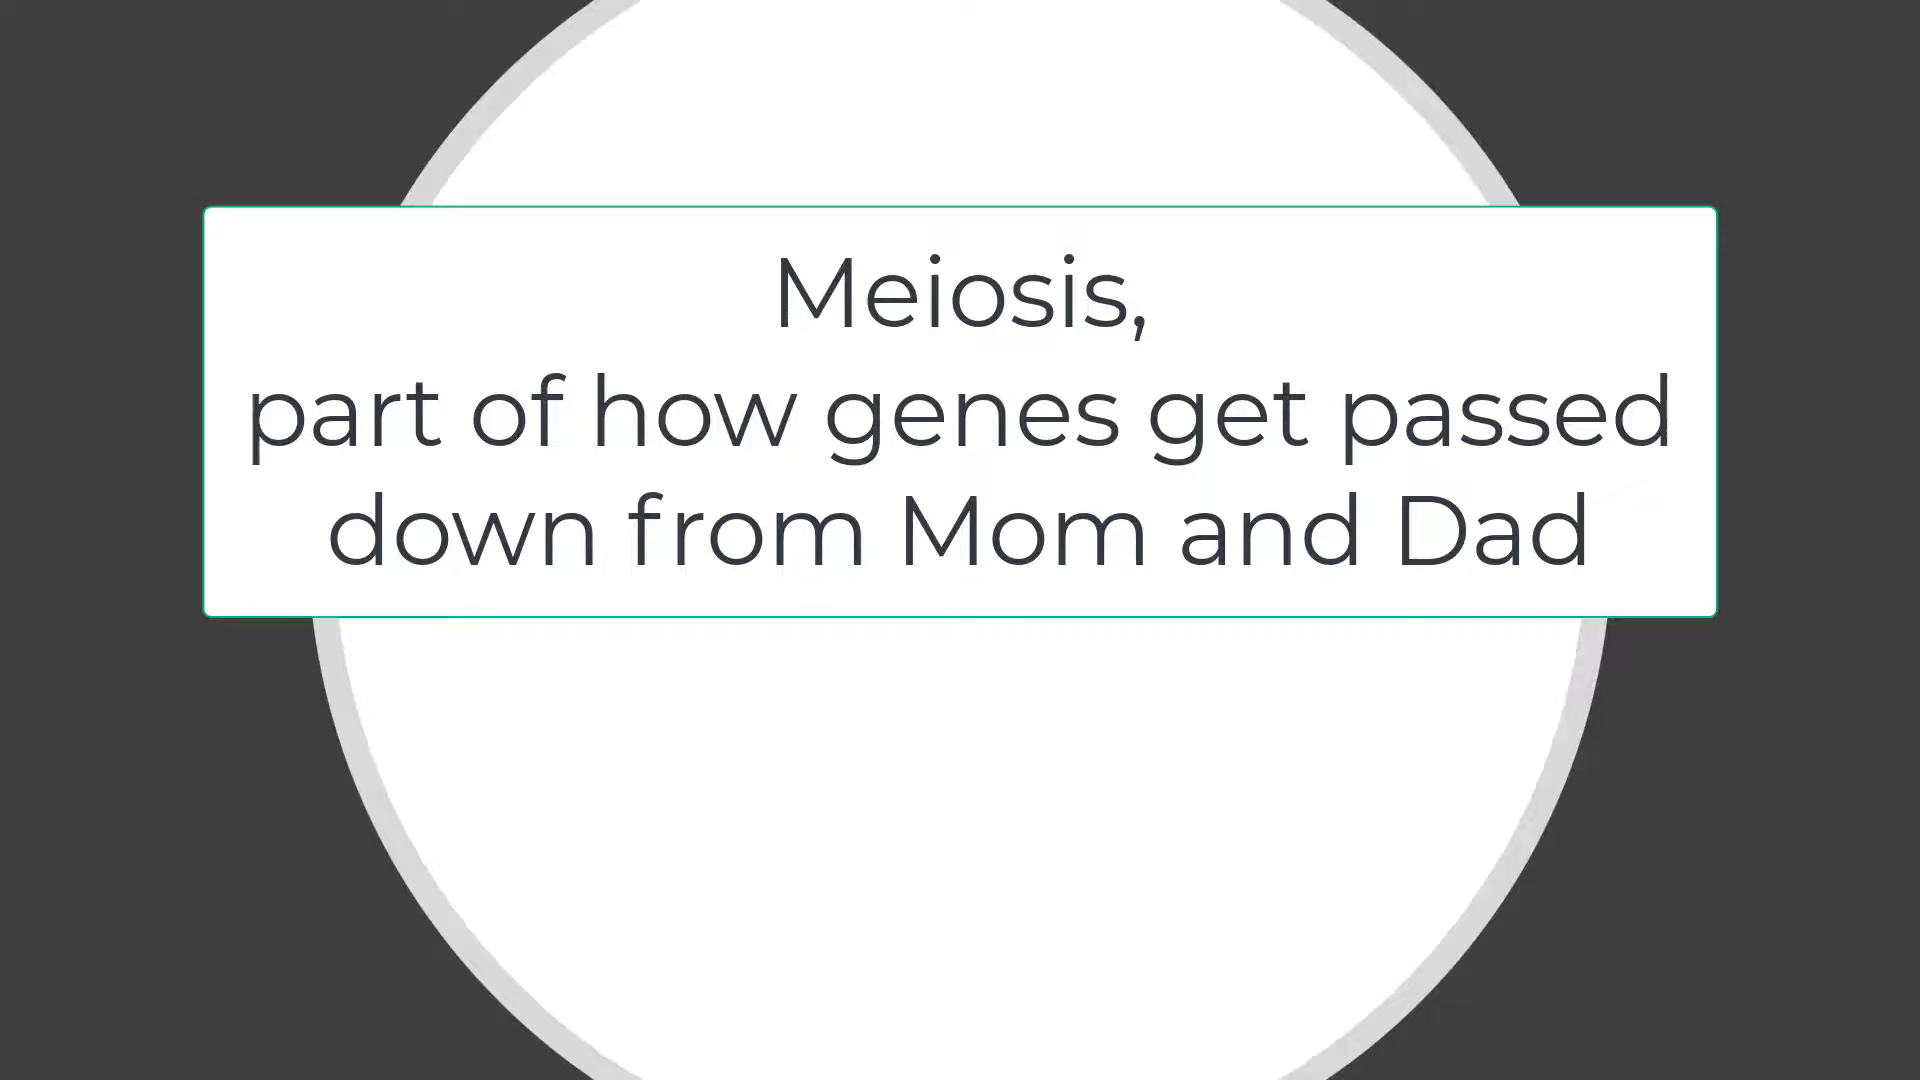 Meiosis,
part of how genes get passed
down from Mom and Dad